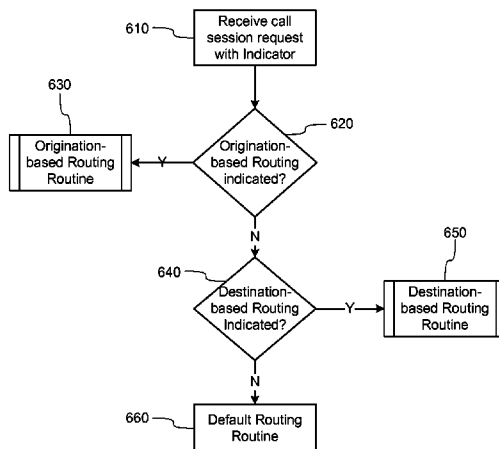 610
Receive call
session request
with Indicator
630
620
Origination-
based Routing
Routine
Y
Origination-
based Routing
indicated?
N
640
650
Destination-
based Routing
Indicated?
Y
Destination-
based Routing
Routine
N
660
Default Routing
Routine